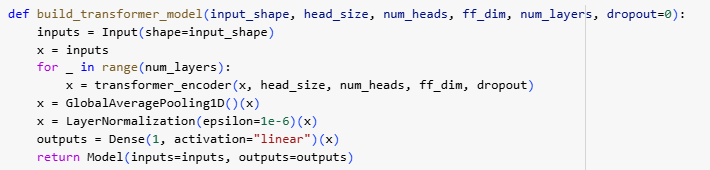 def build_transformer_model(input_shape, head_size, num_heads, ff_dim, num_layers, dropout=0):
    inputs = Input(shape=input_shape)
    x = inputs
    for _ in range(num_layers):
        x = transformer_encoder(x, head_size, num_heads, ff_dim, dropout)
    x = GlobalAveragePooling1D()(x)
    x = LayerNormalization(epsilon=1e-6)(x)
    outputs = Dense(1, activation="linear")(x)
    return Model(inputs=inputs, outputs=outputs)